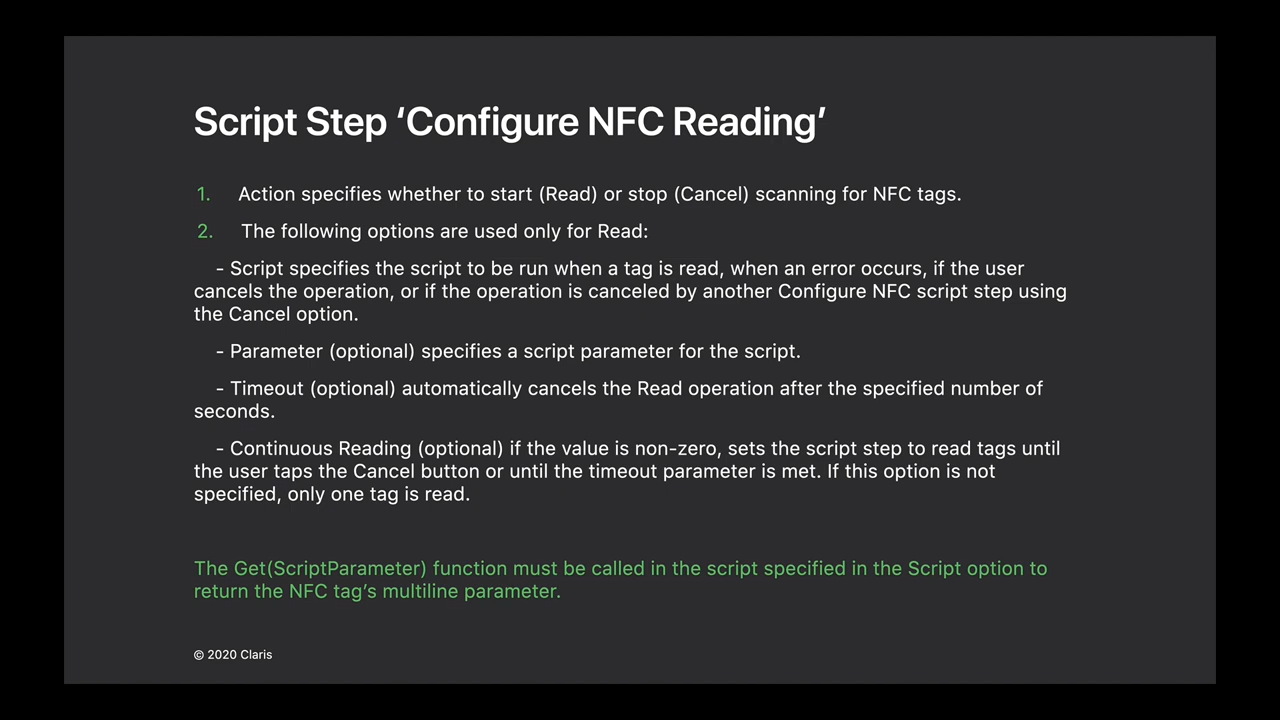 Script Step ‘Configure NFC Reading’
1. Action specifies whether to start (Read) or stop (Cancel) scanning for NFC tags.
2. The following options are used only for Read:
- Script specifies the script to be run when a tag is read, when an error occurs, if the user
cancels the operation, or if the operation is canceled by another Configure NFC script step using
the Cancel option.
- Parameter (optional) specifies a script parameter for the script.
- Timeout (optional) automatically cancels the Read operation after the specified number of
seconds.
- Continuous Reading (optional) if the value is non-zero, sets the script step to read tags until
the user taps the Cancel button or until the timeout parameter is met. If this option is not
specified, only one tag is read.
The Get(ScriptParameter) function must be called in the script specified in the Script option to
return the NFC tag’s multiline parameter.
© 2020 Claris